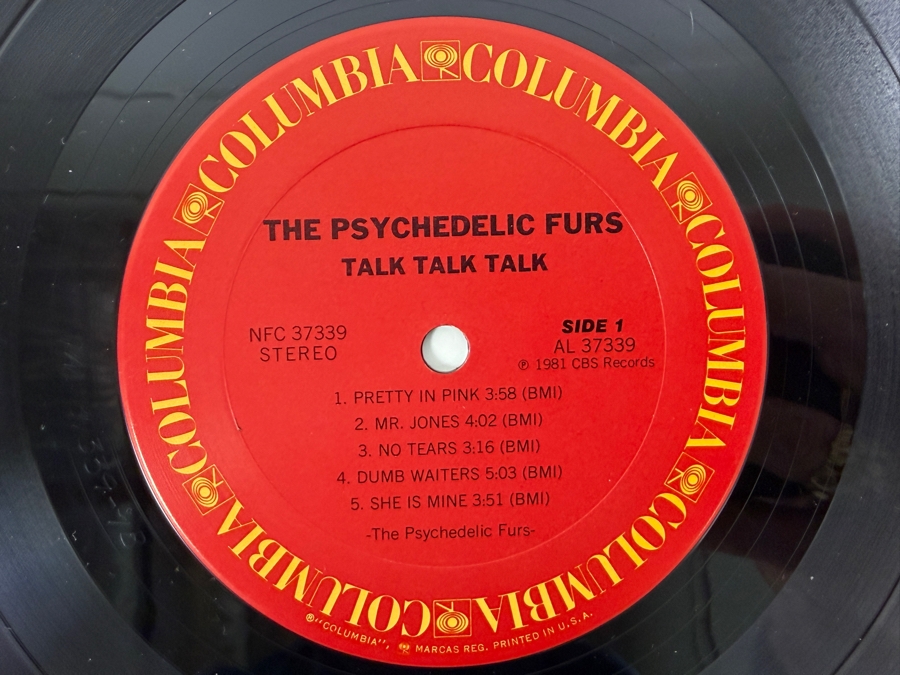 COLUMBIA COLUMBIA COLUMBIA COLUMBIA COLUMBIA COLUMBIA COLUMBIA
THE PSYCHEDELIC FURS
TALK TALK TALK
NFC 37339
STEREO
SIDE 1
AL 37339
℗ 1981 CBS Records
1. PRETTY IN PINK 3:58 (BMI)
2. MR. JONES 4:02 (BMI)
3. NO TEARS 3:16 (BMI)
4. DUMB WAITERS 5:03 (BMI)
5. SHE IS MINE 3:51 (BMI)
-The Psychedelic Furs-
®"COLUMBIA", MARCAS REG. PRINTED IN U.S.A.